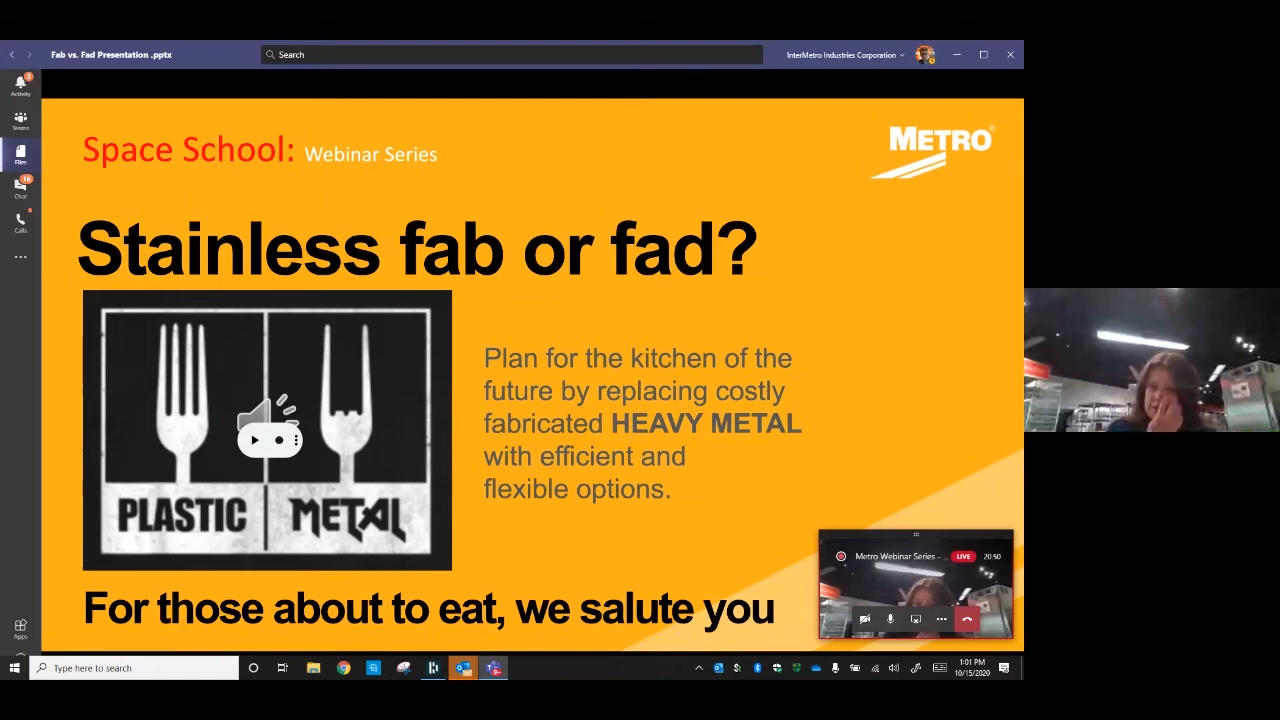 Fab vs. Fad Presentation .pptx
Search
InterMetro Industries Corporation
3
Activity
Teams
Files
16
Chat
Calls
Apps
Space School: Webinar Series
METRO
Stainless fab or fad?
PLASTIC
METAL
Plan for the kitchen of the
future by replacing costly
fabricated HEAVY METAL
with efficient and
flexible options.
For those about to eat, we salute you
Metro Webinar Series - ...
LIVE
20:50
Type here to search
1:01 PM
10/15/2020